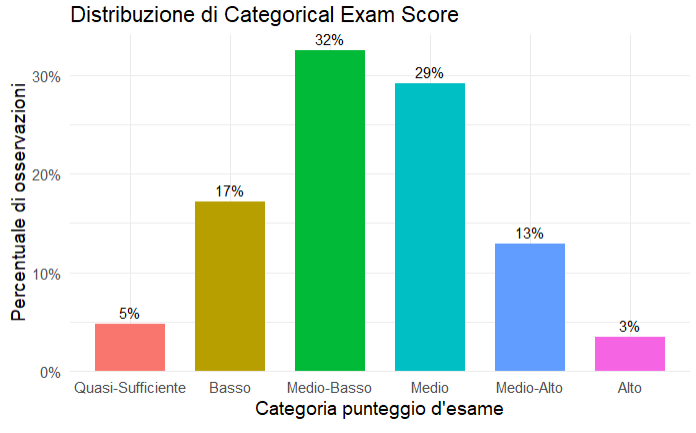 Distribuzione di Categorical Exam Score
Percentuale di osservazioni
30%
20%
10%
0%
5%
17%
32%
29%
13%
3%
Quasi-Sufficiente
Basso
Medio-Basso
Medio
Medio-Alto
Alto
Categoria punteggio d'esame